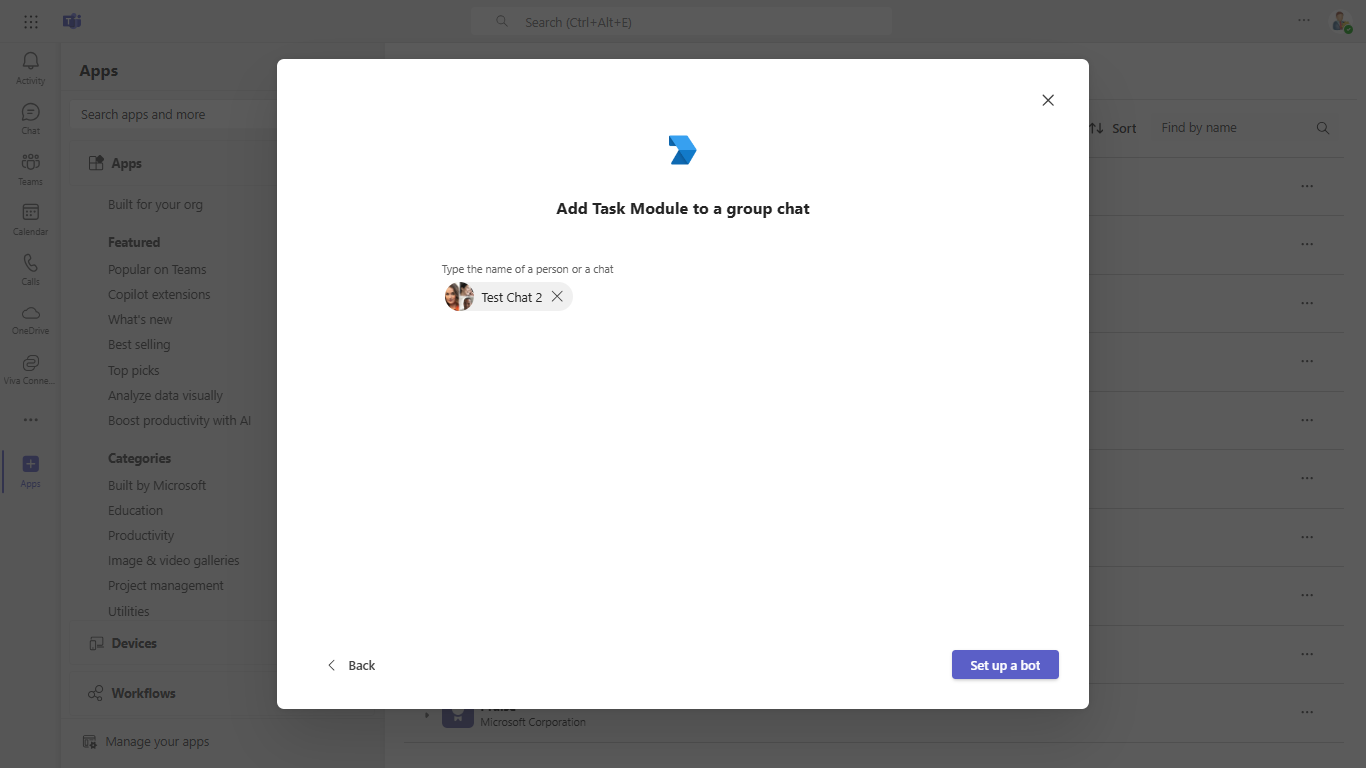 Search (Ctrl+Alt+E)
Activity
Chat
Teams
Calendar
Calls
OneDrive
Viva Conne...
Apps
Apps
Search apps and more
Apps
Built for your org
Featured
Popular on Teams
Copilot extensions
What's new
Best selling
Top picks
Analyze data visually
Boost productivity with AI
Categories
Built by Microsoft
Education
Productivity
Image & video galleries
Project management
Utilities
Devices
Workflows
Manage your apps
Sort
Find by name
Add Task Module to a group chat
Type the name of a person or a chat
Test Chat 2
Back
Set up a bot
Microsoft Corporation